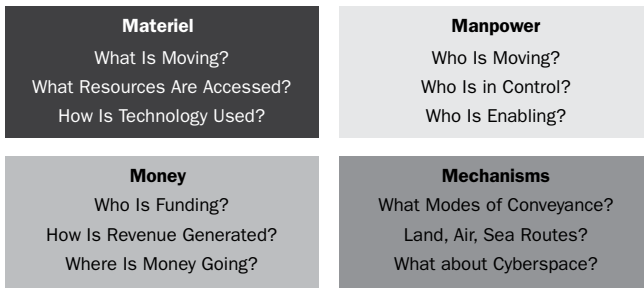 Materiel
What Is Moving?
What Resources Are Accessed?
How Is Technology Used?
Manpower
Who Is Moving?
Who Is in Control?
Who Is Enabling?
Money
Who Is Funding?
How Is Revenue Generated?
Where Is Money Going?
Mechanisms
What Modes of Conveyance?
Land, Air, Sea Routes?
What about Cyberspace?